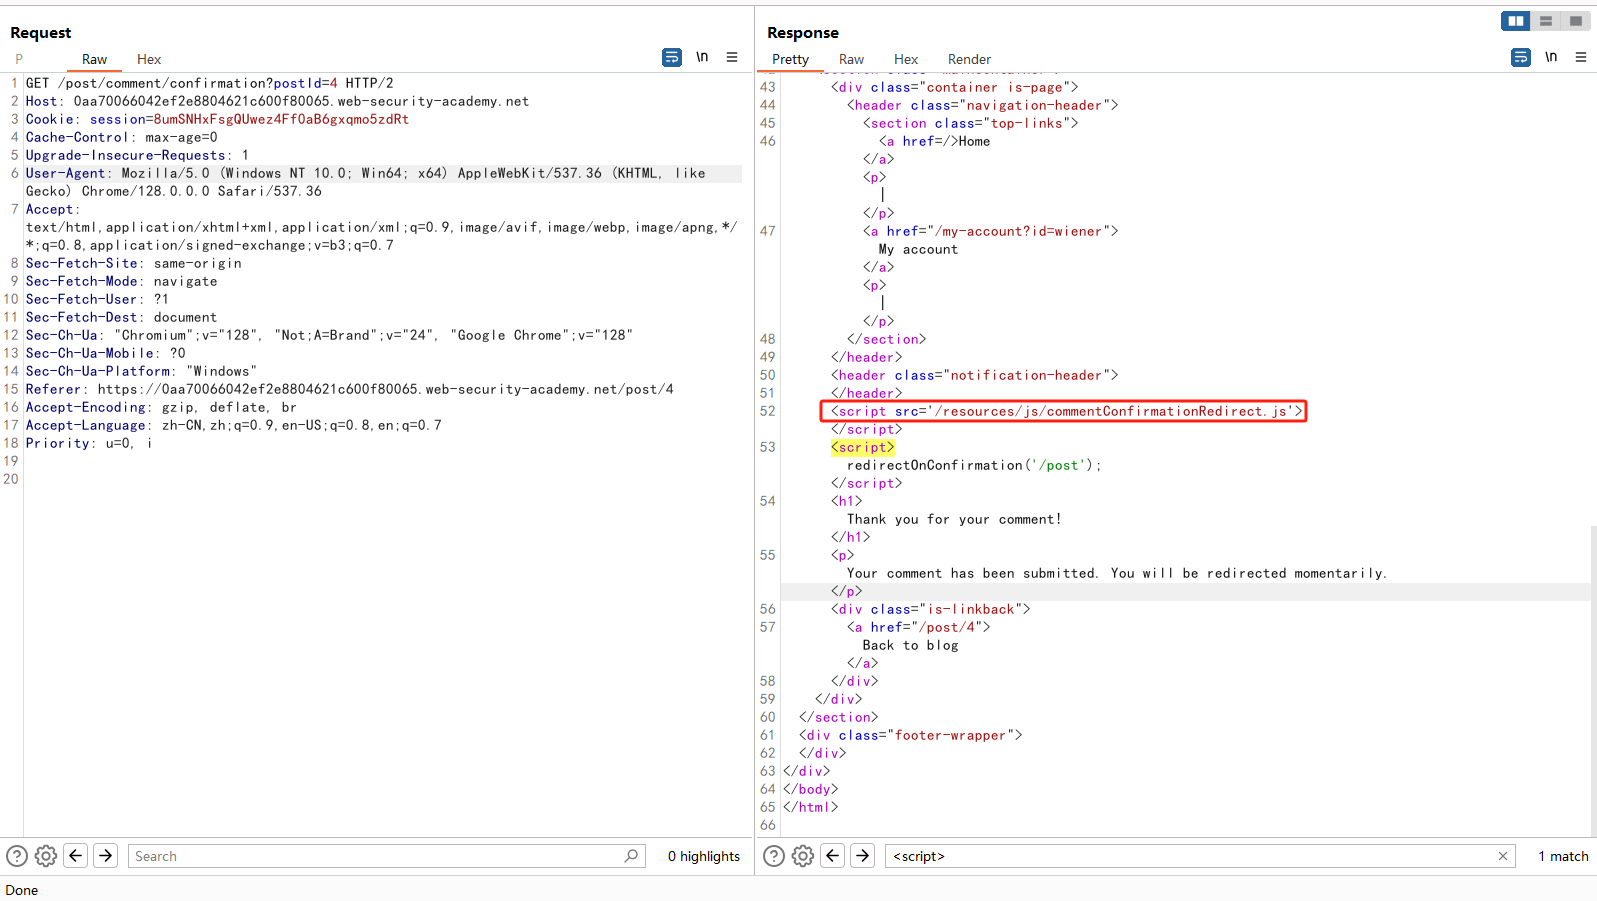 Request
P Raw Hex \n
1 GET /post/comment/confirmation?postId=4 HTTP/2
2 Host: 0aa70066042ef2e8804621c600f80065.web-security-academy.net
3 Cookie: session=8umSNHxFsgQUwez4Ff0aB6gxqmo5zdRt
4 Cache-Control: max-age=0
5 Upgrade-Insecure-Requests: 1
6 User-Agent: Mozilla/5.0 (Windows NT 10.0; Win64; x64) AppleWebKit/537.36 (KHTML, like
Gecko) Chrome/128.0.0.0 Safari/537.36
7 Accept:
text/html,application/xhtml+xml,application/xml;q=0.9,image/avif,image/webp,image/apng,*/
*;q=0.8,application/signed-exchange;v=b3;q=0.7
8 Sec-Fetch-Site: same-origin
9 Sec-Fetch-Mode: navigate
10 Sec-Fetch-User: ?1
11 Sec-Fetch-Dest: document
12 Sec-Ch-Ua: "Chromium";v="128", "Not;A=Brand";v="24", "Google Chrome";v="128"
13 Sec-Ch-Ua-Mobile: ?0
14 Sec-Ch-Ua-Platform: "Windows"
15 Referer: https://0aa70066042ef2e8804621c600f80065.web-security-academy.net/post/4
16 Accept-Encoding: gzip, deflate, br
17 Accept-Language: zh-CN,zh;q=0.9,en-US;q=0.8,en;q=0.7
18 Priority: u=0, i
19
20
Search
0 highlights
Response
Pretty Raw Hex Render \n
43 <div class="container is-page">
44 <header class="navigation-header">
45 <section class="top-links">
46 <a href=/>Home
</a>
<p>
|
</p>
47 <a href="/my-account?id=wiener">
My account
</a>
<p>
|
</p>
48 </section>
49 </header>
50 <header class="notification-header">
51 </header>
52 <script src='/resources/js/commentConfirmationRedirect.js'>
</script>
53 <script>
redirectOnConfirmation('/post');
</script>
54 <h1>
Thank you for your comment!
</h1>
55 <p>
Your comment has been submitted. You will be redirected momentarily.
</p>
56 <div class="is-linkback">
57 <a href="/post/4">
Back to blog
</a>
58 </div>
59 </div>
60 </section>
61 <div class="footer-wrapper">
62 </div>
63 </div>
64 </body>
65 </html>
66
<script>
1 match
Done